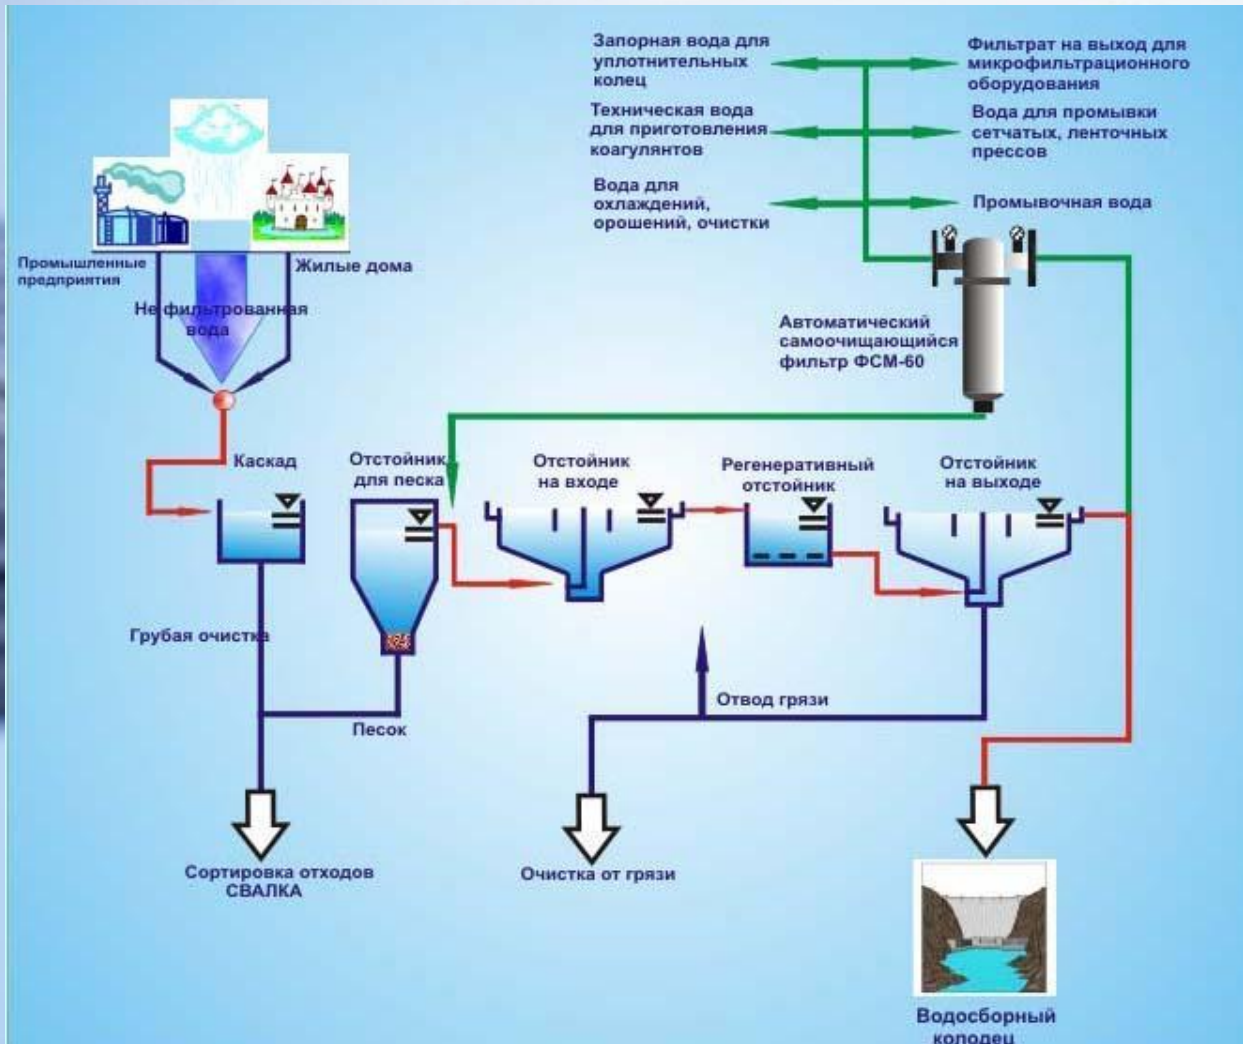 Запорная вода для
уплотнительных
колец
Фильтрат на выход для
микрофильтрационного
оборудования
Техническая вода
для приготовления
коагулянтов
Вода для промывки
сетчатых, ленточных
прессов
Вода для
охлаждений,
орошений, очистки
Промывочная вода
Промышленные
предприятия
Жилые дома
Не фильтрованная
вода
Автоматический
самоочищающийся
фильтр ФСМ-60
Каскад
Отстойник
для песка
Отстойник
на входе
Регенеративный
отстойник
Отстойник
на выходе
Грубая очистка
Песок
Отвод грязи
Сортировка отходов
СВАЛКА
Очистка от грязи
Водосборный
колодец